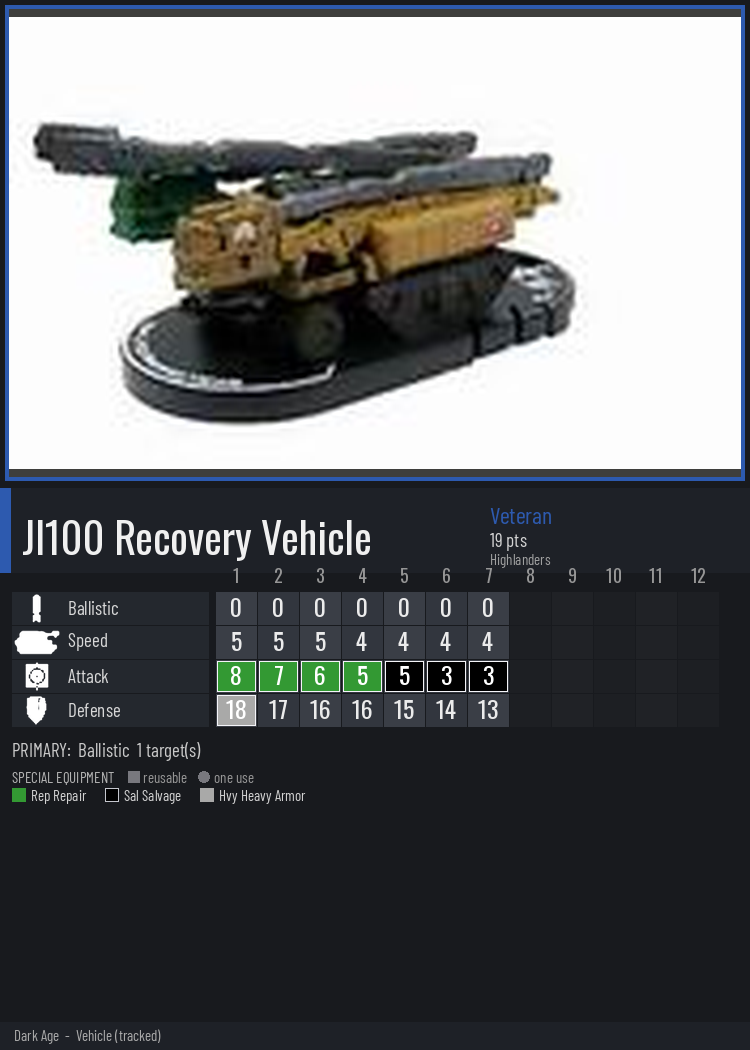 JI100 Recovery Vehicle
Veteran
19 pts
Highlanders
1 2 3 4 5 6 7 8 9 10 11 12
Ballistic 0 0 0 0 0 0 0
Speed 5 5 5 4 4 4 4
Attack 8 7 6 5 5 3 3
Defense 18 17 16 16 15 14 13
PRIMARY: Ballistic 1 target(s)
SPECIAL EQUIPMENT reusable one use
Rep Repair Sal Salvage Hvy Heavy Armor
Dark Age - Vehicle (tracked)